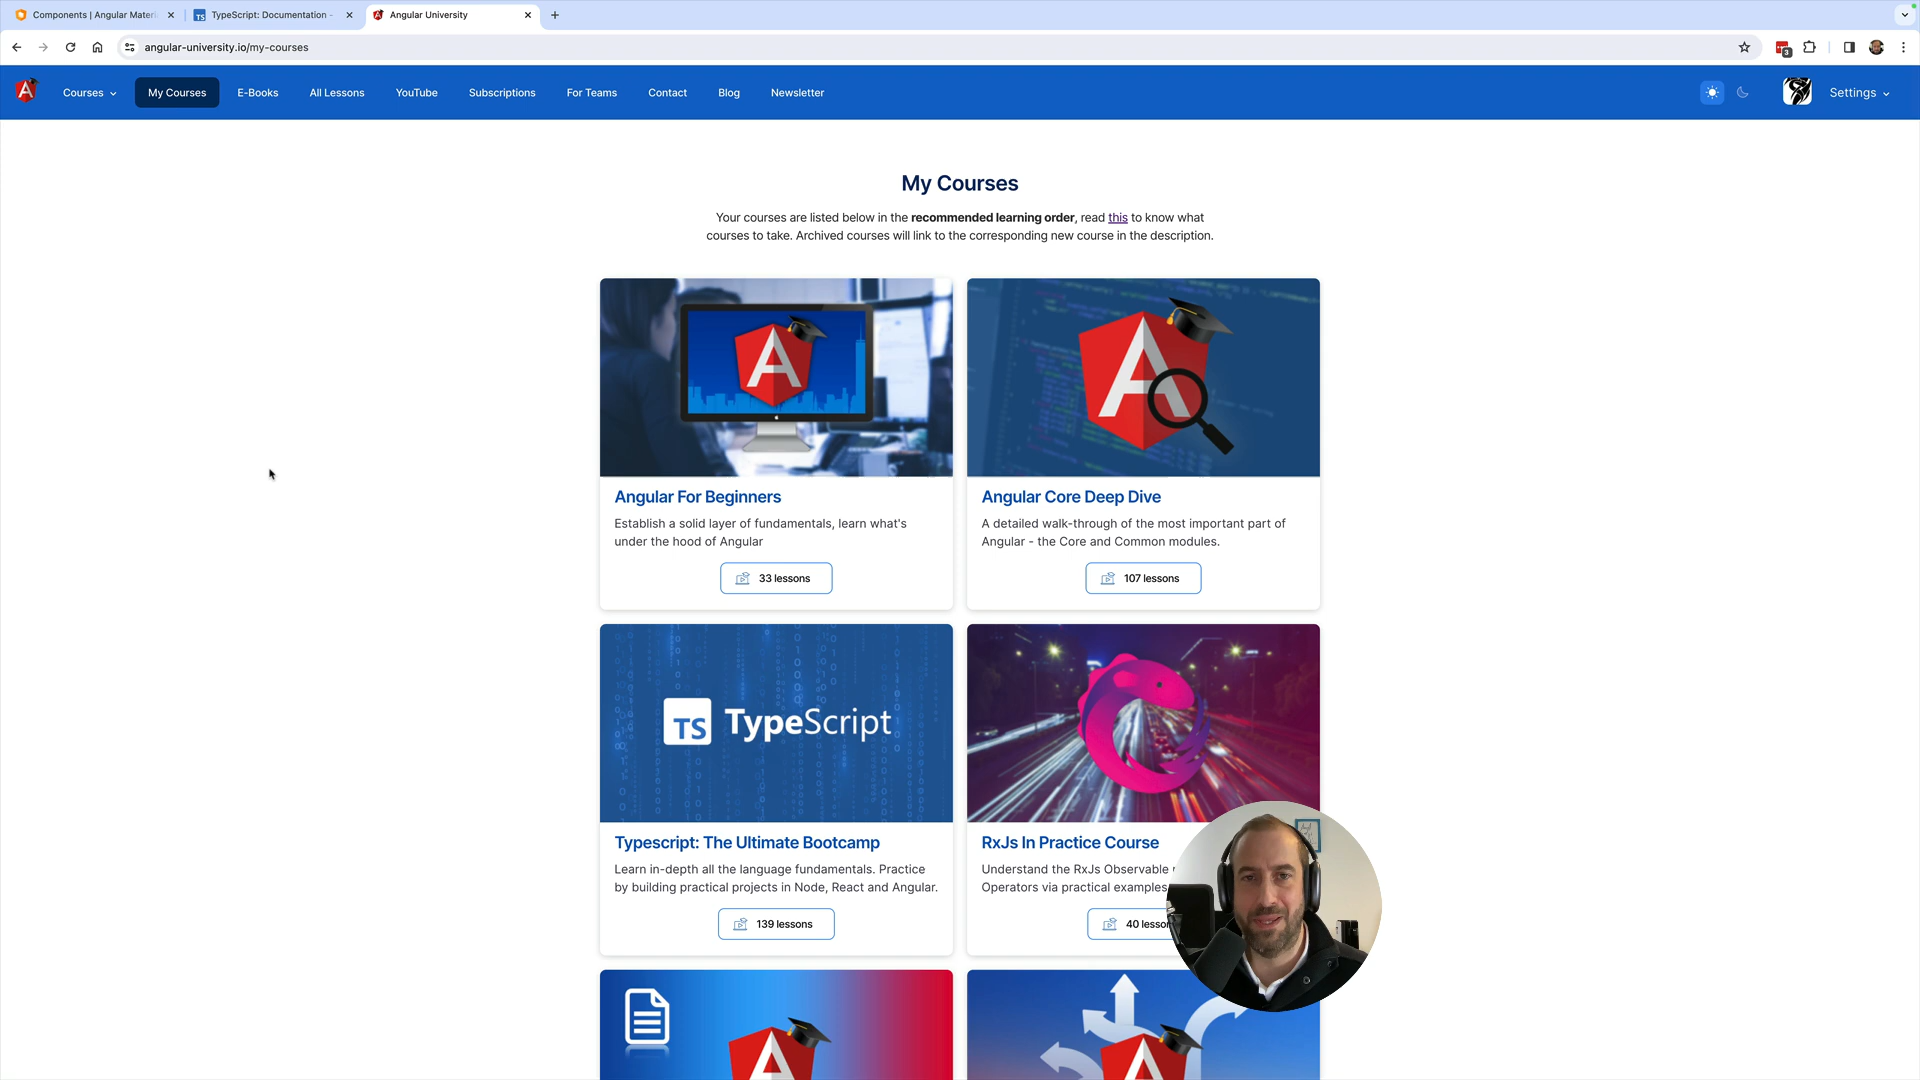 Components | Angular Materi
TypeScript: Documentation -
Angular University
angular-university.io/my-courses
3
Courses
My Courses
E-Books
All Lessons
YouTube
Subscriptions
For Teams
Contact
Blog
Newsletter
Settings
My Courses
Your courses are listed below in the recommended learning order, read this to know what
courses to take. Archived courses will link to the corresponding new course in the description.
Angular For Beginners
Establish a solid layer of fundamentals, learn what's
under the hood of Angular
33 lessons
Angular Core Deep Dive
A detailed walk-through of the most important part of
Angular - the Core and Common modules.
107 lessons
TS TypeScript
Typescript: The Ultimate Bootcamp
Learn in-depth all the language fundamentals. Practice
by building practical projects in Node, React and Angular.
139 lessons
RxJs In Practice Course
Understand the RxJs Observable
Operators via practical examples
40